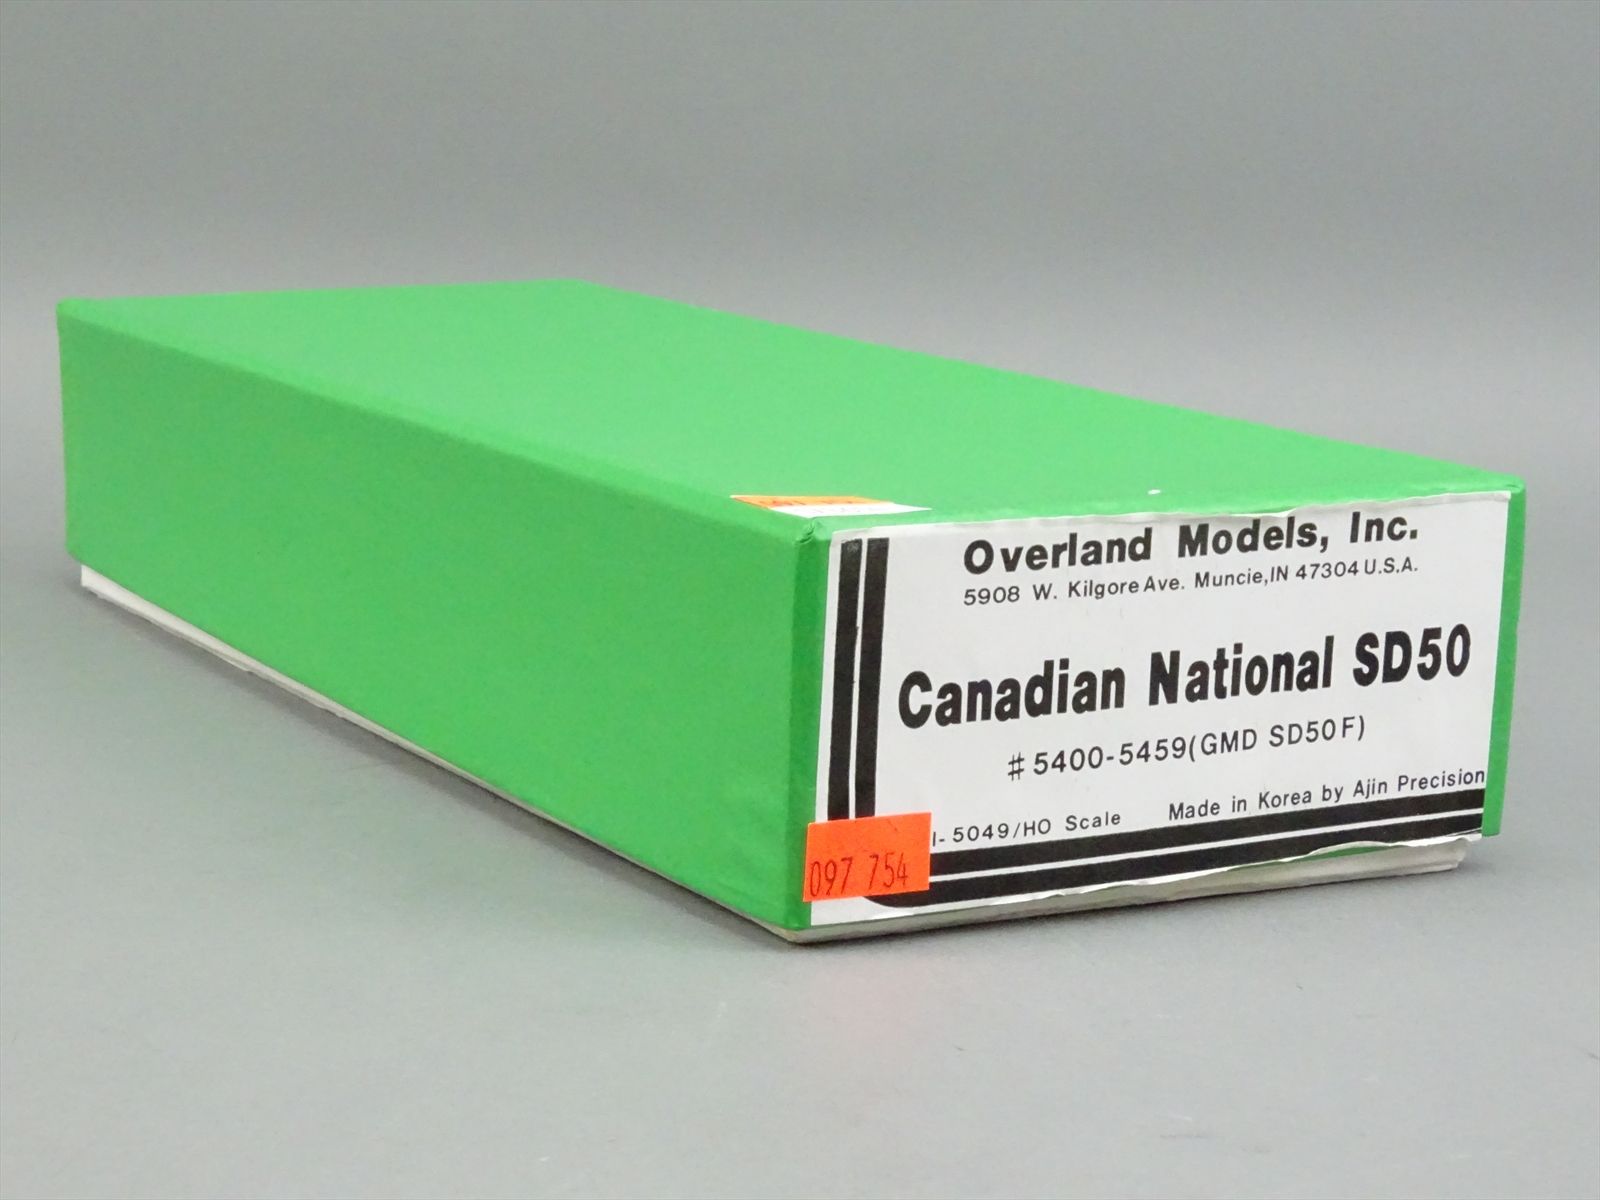 Overland Models, Inc.
5908 W. Kilgore Ave. Muncie, IN 47304 U.S.A.
Canadian National SD50
# 5400-5459 (GMD SD50F)
I- 5049/HO Scale Made in Korea by Ajin Precision
097 754